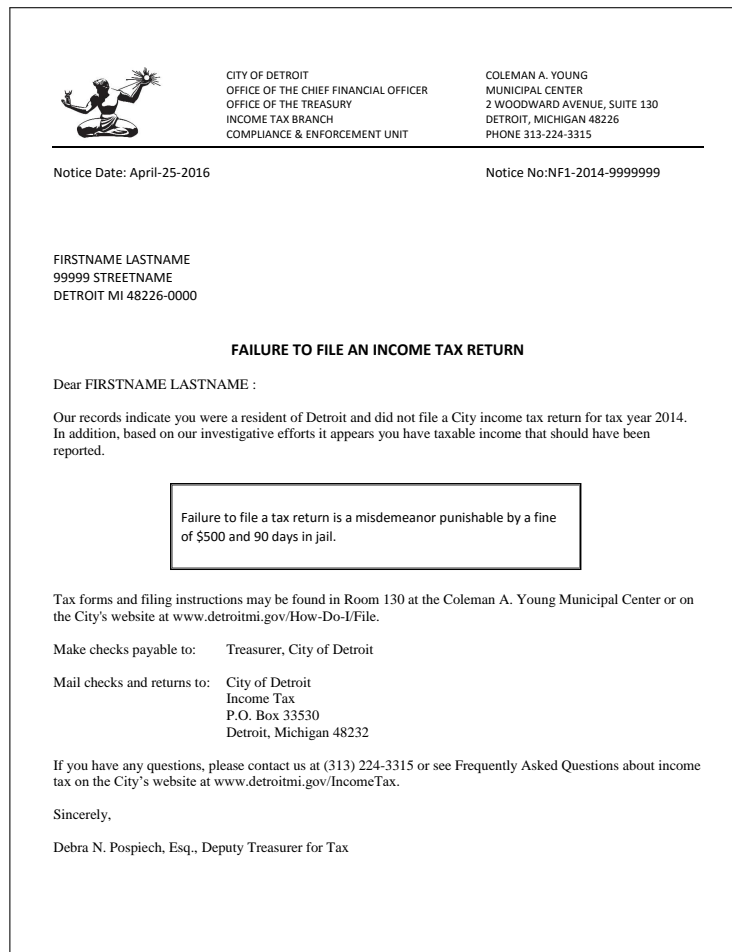 CITY OF DETROIT
OFFICE OF THE CHIEF FINANCIAL OFFICER
OFFICE OF THE TREASURY
INCOME TAX BRANCH
COMPLIANCE & ENFORCEMENT UNIT
COLEMAN A. YOUNG
MUNICIPAL CENTER
2 WOODWARD AVENUE, SUITE 130
DETROIT, MICHIGAN 48226
PHONE 313-224-3315
Notice Date: April-25-2016
Notice No:NF1-2014-9999999
FIRSTNAME LASTNAME
99999 STREETNAME
DETROIT MI 48226-0000
FAILURE TO FILE AN INCOME TAX RETURN
Dear FIRSTNAME LASTNAME :
Our records indicate you were a resident of Detroit and did not file a City income tax return for tax year 2014.
In addition, based on our investigative efforts it appears you have taxable income that should have been
reported.
Failure to file a tax return is a misdemeanor punishable by a fine
of $500 and 90 days in jail.
Tax forms and filing instructions may be found in Room 130 at the Coleman A. Young Municipal Center or on
the City's website at www.detroitmi.gov/How-Do-I/File.
Make checks payable to: Treasurer, City of Detroit
Mail checks and returns to: City of Detroit
Income Tax
P.O. Box 33530
Detroit, Michigan 48232
If you have any questions, please contact us at (313) 224-3315 or see Frequently Asked Questions about income
tax on the City’s website at www.detroitmi.gov/IncomeTax.
Sincerely,
Debra N. Pospiech, Esq., Deputy Treasurer for Tax